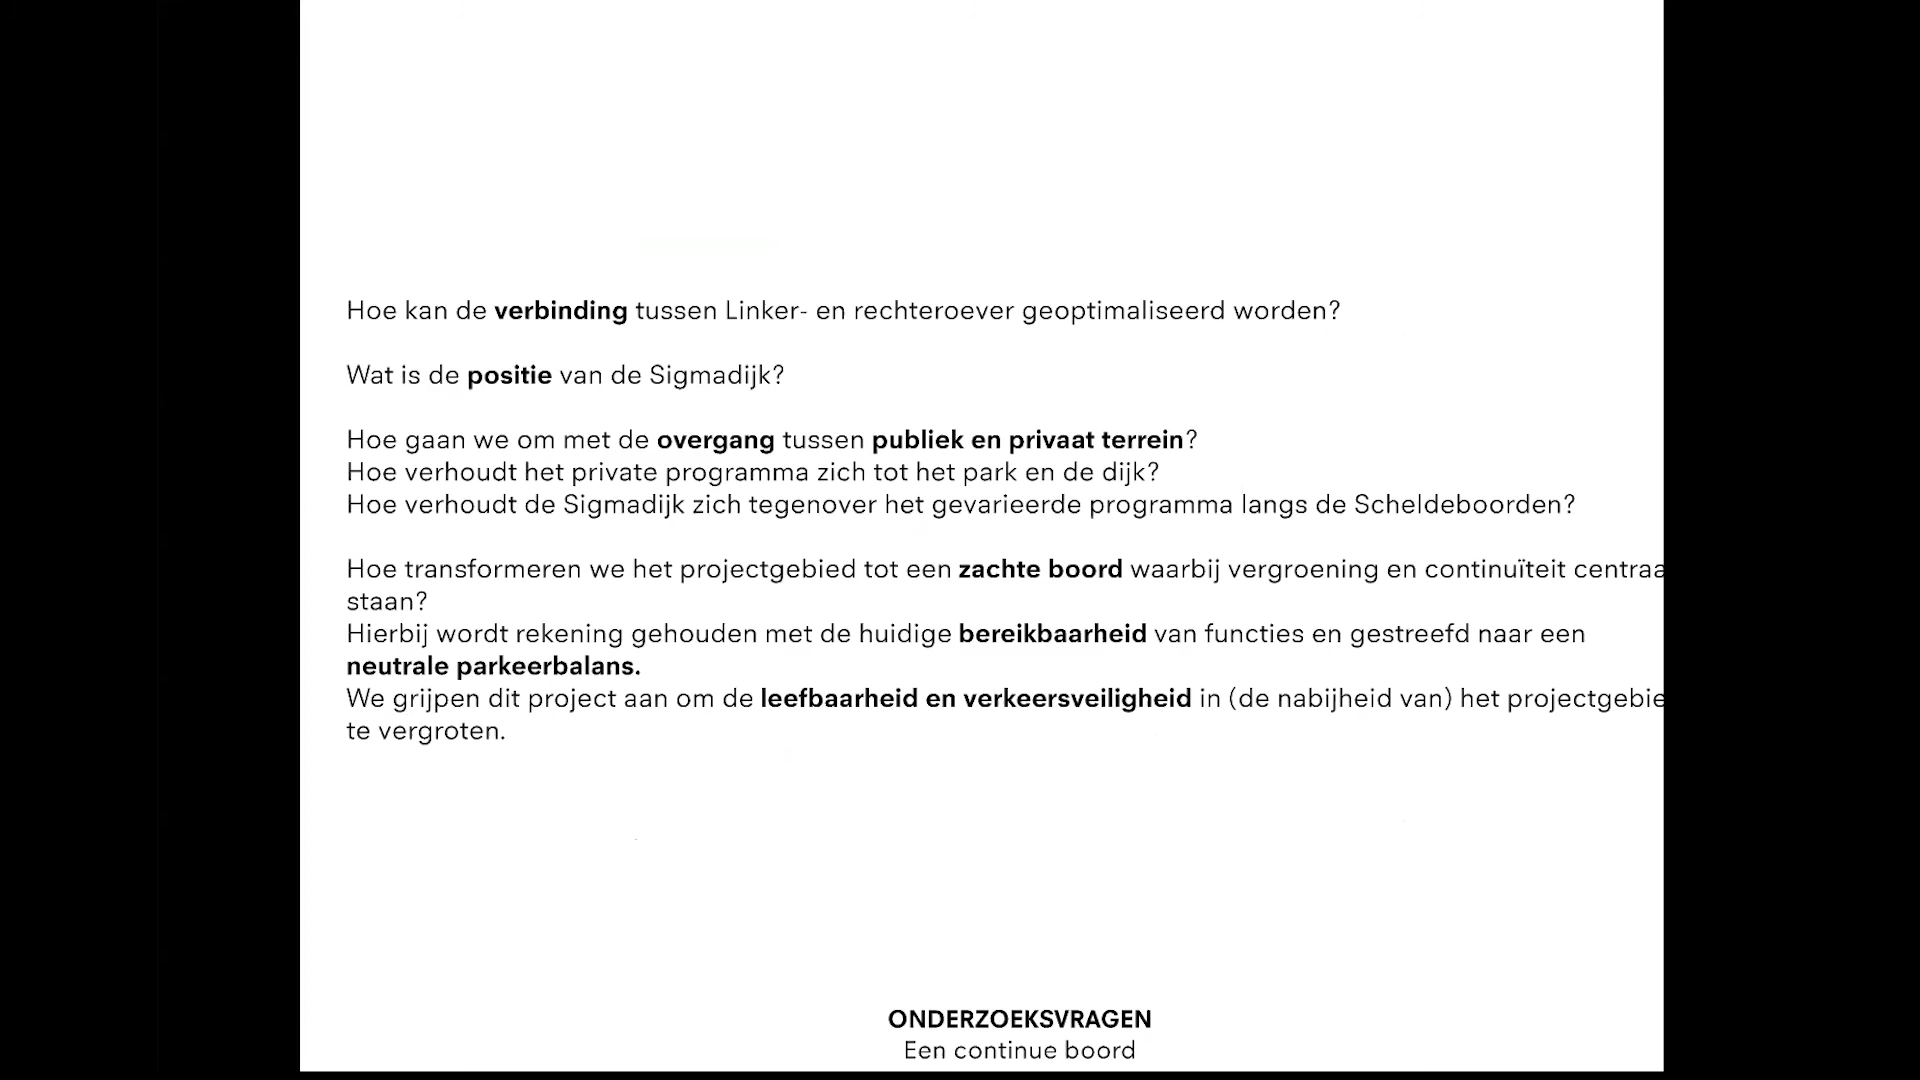 Hoe kan de verbinding tussen Linker- en rechteroever geoptimaliseerd worden?
Wat is de positie van de Sigmadijk?
Hoe gaan we om met de overgang tussen publiek en privaat terrein?
Hoe verhoudt het private programma zich tot het park en de dijk?
Hoe verhoudt de Sigmadijk zich tegenover het gevarieerde programma langs de Scheldeboorden?
Hoe transformeren we het projectgebied tot een zachte boord waarbij vergroening en continuïteit centraa
staan?
Hierbij wordt rekening gehouden met de huidige bereikbaarheid van functies en gestreefd naar een
neutrale parkeerbalans.
We grijpen dit project aan om de leefbaarheid en verkeersveiligheid in (de nabijheid van) het projectgebie
te vergroten.
ONDERZOEKSVRAGEN
Een continue boord